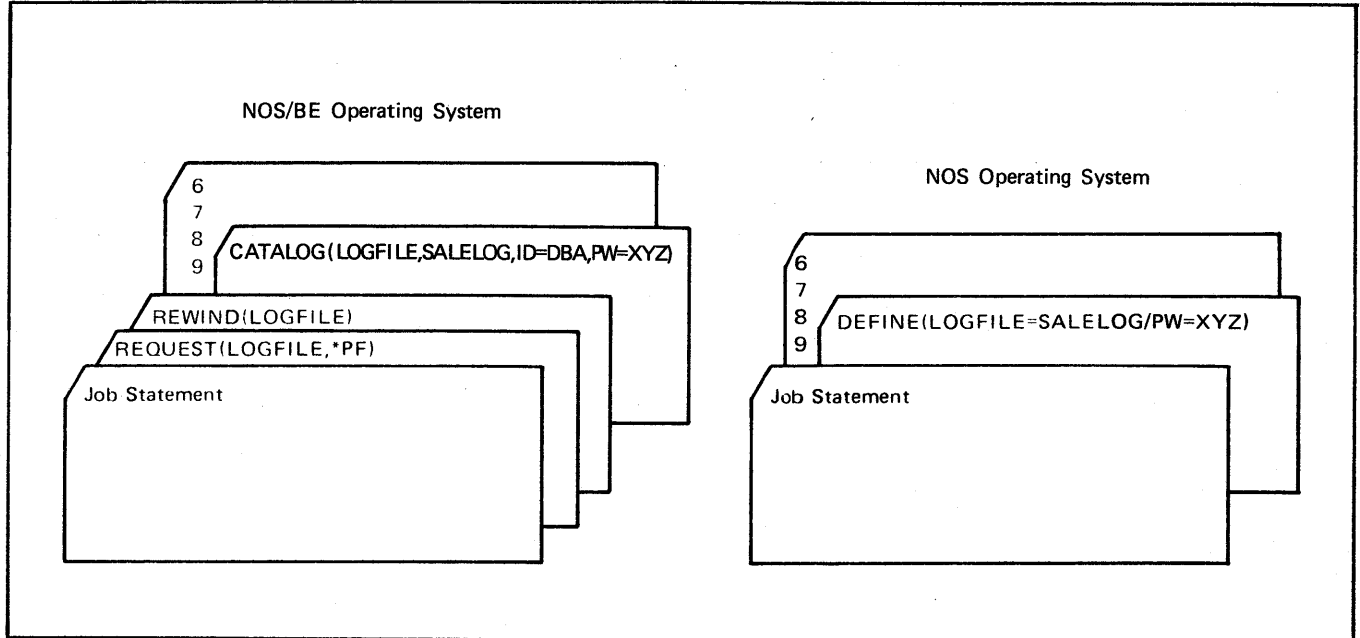 NOS/BE Operating System
6
7
8
9
CATALOG(LOGFILE,SALELOG,ID=DBA,PW=XYZ)
REWIND(LOGFILE)
REQUEST(LOGFILE,*PF)
Job Statement
NOS Operating System
6
7
8
9
DEFINE(LOGFILE=SALELOG/PW=XYZ)
Job Statement